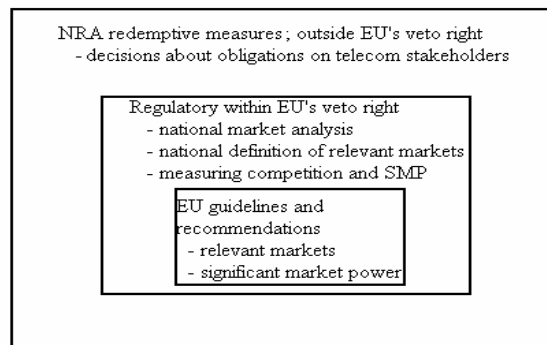 NRA redemptive measures; outside EU's veto right
- decisions about obligations on telecom stakeholders
Regulatory within EU's veto right
- national market analysis
- national definition of relevant markets
- measuring competition and SMP
EU guidelines and
recommendations
- relevant markets
- significant market power